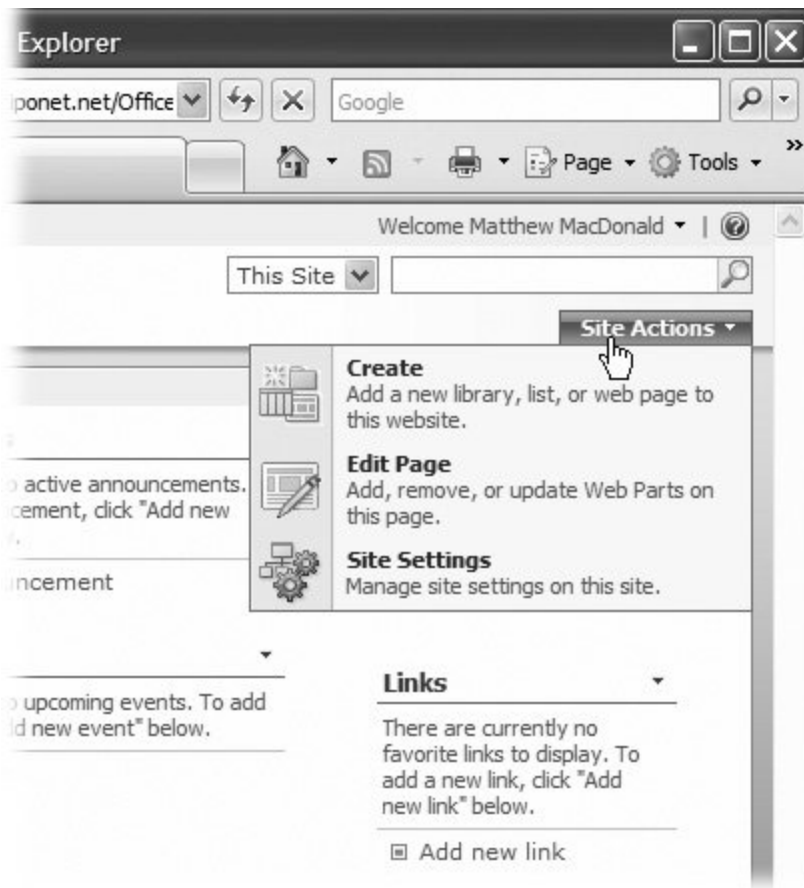 Explorer
iponet.net/Office
Google
Page
Tools
»
Welcome Matthew MacDonald |
This Site
Site Actions
Create
Add a new library, list, or web page to
this website.
Edit Page
Add, remove, or update Web Parts on
this page.
Site Settings
Manage site settings on this site.
active announcements.
click "Add new
upcoming events. To add
new event" below.
Links
There are currently no
favorite links to display. To
add a new link, click "Add
new link" below.
Add new link